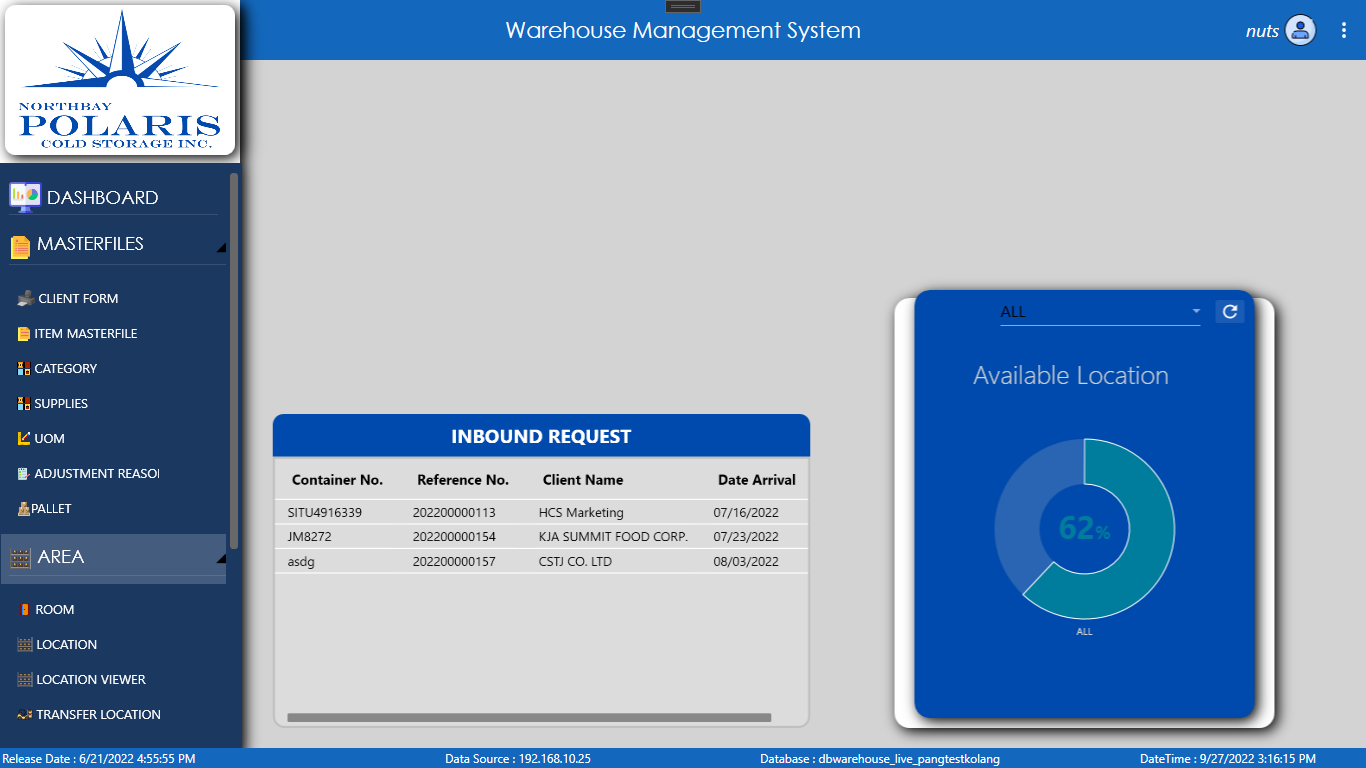 NORTHBAY
POLARIS
COLD STORAGE INC.
Warehouse Management System
nuts
DASHBOARD
MASTERFILES
CLIENT FORM
ITEM MASTERFILE
CATEGORY
SUPPLIES
UOM
ADJUSTMENT REASO
PALLET
AREA
ROOM
LOCATION
LOCATION VIEWER
TRANSFER LOCATION
INBOUND REQUEST
Container No. Reference No. Client Name Date Arrival
SITU4916339 202200000113 HCS Marketing 07/16/2022
JM8272 202200000154 KJA SUMMIT FOOD CORP. 07/23/2022
asdg 202200000157 CSTJ CO. LTD 08/03/2022
ALL
Available Location
62%
ALL
Release Date : 6/21/2022 4:55:55 PM Data Source : 192.168.10.25 Database : dbwarehouse_live_pangtestkolang DateTime : 9/27/2022 3:16:15 PM